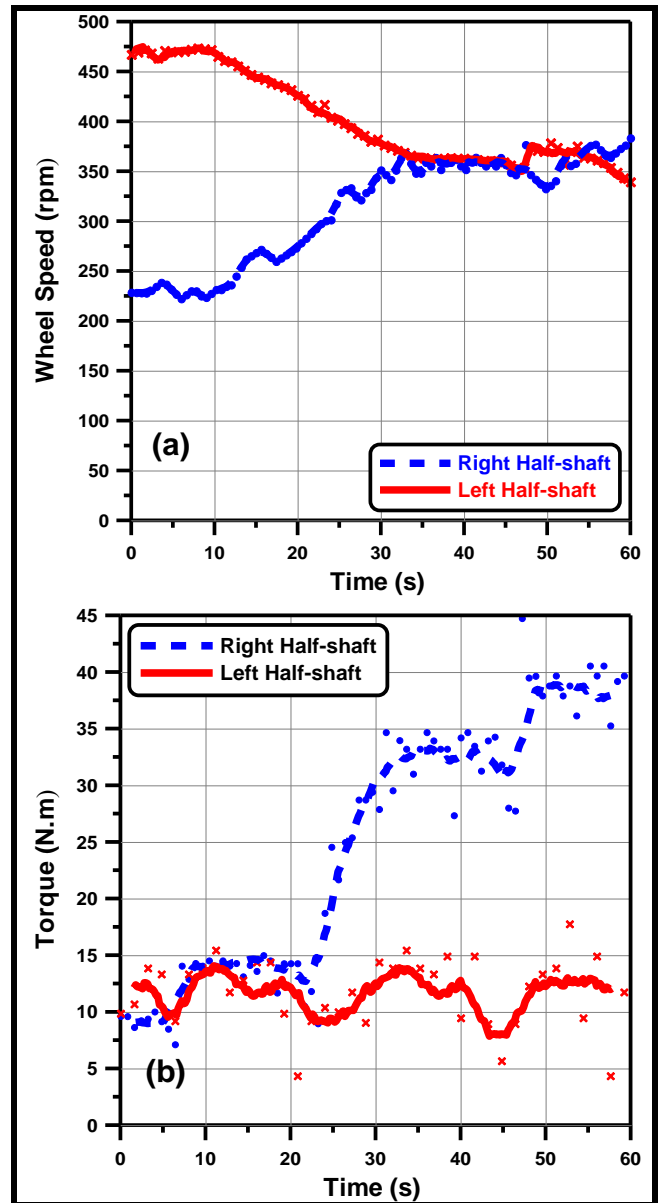 500
450
400
350
300
250
200
150
100
50
0
Wheel Speed (rpm)
(a)
Right Half-shaft
Left Half-shaft
0 10 20 30 40 50 60
Time (s)
45
40
35
30
25
20
15
10
5
0
Torque (N.m)
Right Half-shaft
Left Half-shaft
(b)
0 10 20 30 40 50 60
Time (s)